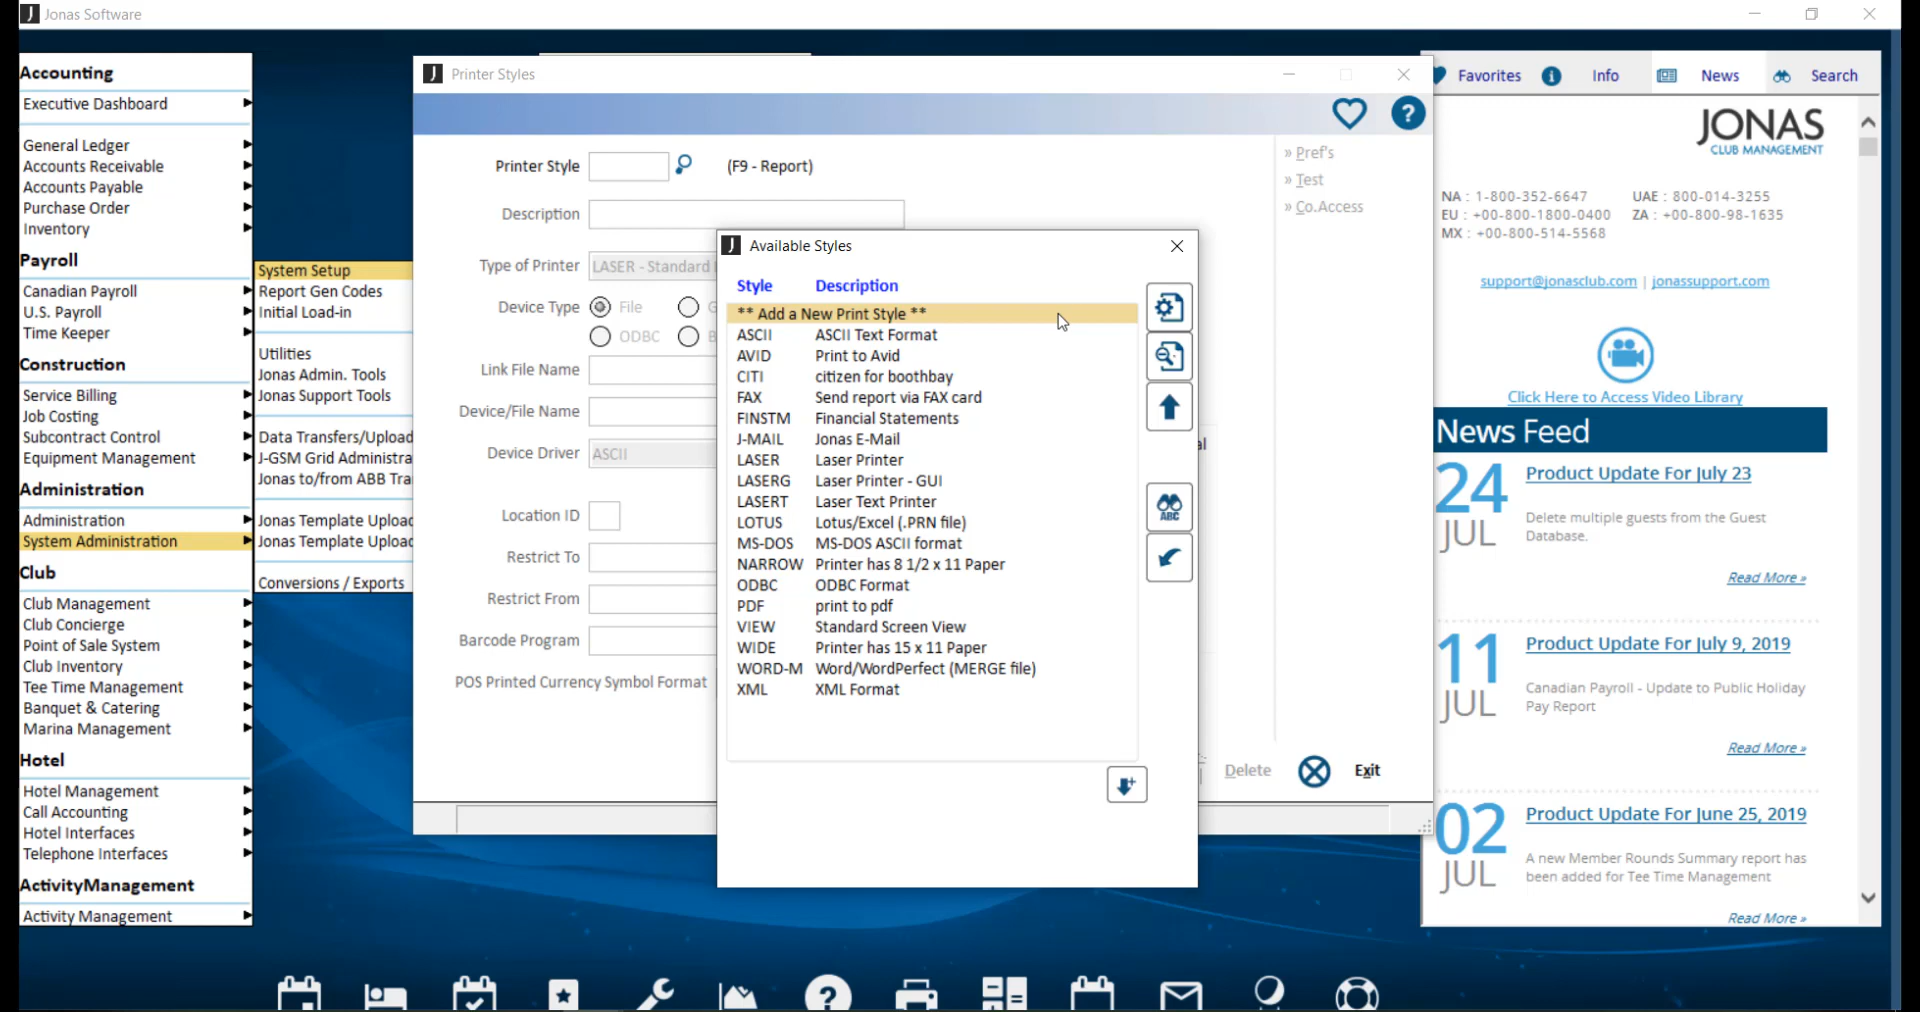 Jonas Software
Accounting
Executive Dashboard
General Ledger
Accounts Receivable
Accounts Payable
Purchase Order
Inventory
Payroll
Canadian Payroll
U.S. Payroll
Time Keeper
Construction
Service Billing
Job Costing
Subcontract Control
Equipment Management
Administration
Administration
System Administration
Club
Club Management
Club Concierge
Point of Sale System
Club Inventory
Tee Time Management
Banquet & Catering
Marina Management
Hotel
Hotel Management
Call Accounting
Hotel Interfaces
Telephone Interfaces
ActivityManagement
Activity Management
System Setup
Report Gen Codes
Initial Load-in
Utilities
Jonas Admin. Tools
Jonas Support Tools
Data Transfers/Upload
J-GSM Grid Administra
Jonas to/from ABB Tra
Jonas Template Upload
Jonas Template Upload
Conversions / Exports
Printer Styles
Printer Style
(F9 - Report)
Description
Type of Printer LASER - Standard
Device Type File
ODBC
Link File Name
Device/File Name
Device Driver ASCII
Location ID
Restrict To
Restrict From
Barcode Program
POS Printed Currency Symbol Format
» Pref's
» Test
» Co.Access
Delete
Exit
Available Styles
Style Description
** Add a New Print Style **
ASCII ASCII Text Format
AVID Print to Avid
CITI citizen for boothbay
FAX Send report via FAX card
FINSTM Financial Statements
J-MAIL Jonas E-Mail
LASER Laser Printer
LASERG Laser Printer - GUI
LASERT Laser Text Printer
LOTUS Lotus/Excel (.PRN file)
MS-DOS MS-DOS ASCII format
NARROW Printer has 8 1/2 x 11 Paper
ODBC ODBC Format
PDF print to pdf
VIEW Standard Screen View
WIDE Printer has 15 x 11 Paper
WORD-M Word/WordPerfect (MERGE file)
XML XML Format
ABC
Favorites Info News Search
JONAS
CLUB MANAGEMENT
NA : 1-800-352-6647 UAE : 800-014-3255
EU : +00-800-1800-0400 ZA : +00-800-98-1635
MX : +00-800-514-5568
support@jonasclub.com | jonassupport.com
Click Here to Access Video Library
News Feed
24 JUL
Product Update For July 23
Delete multiple guests from the Guest
Database.
Read More »
11 JUL
Product Update For July 9, 2019
Canadian Payroll - Update to Public Holiday
Pay Report
Read More »
02 JUL
Product Update For June 25, 2019
A new Member Rounds Summary report has
been added for Tee Time Management
Read More »